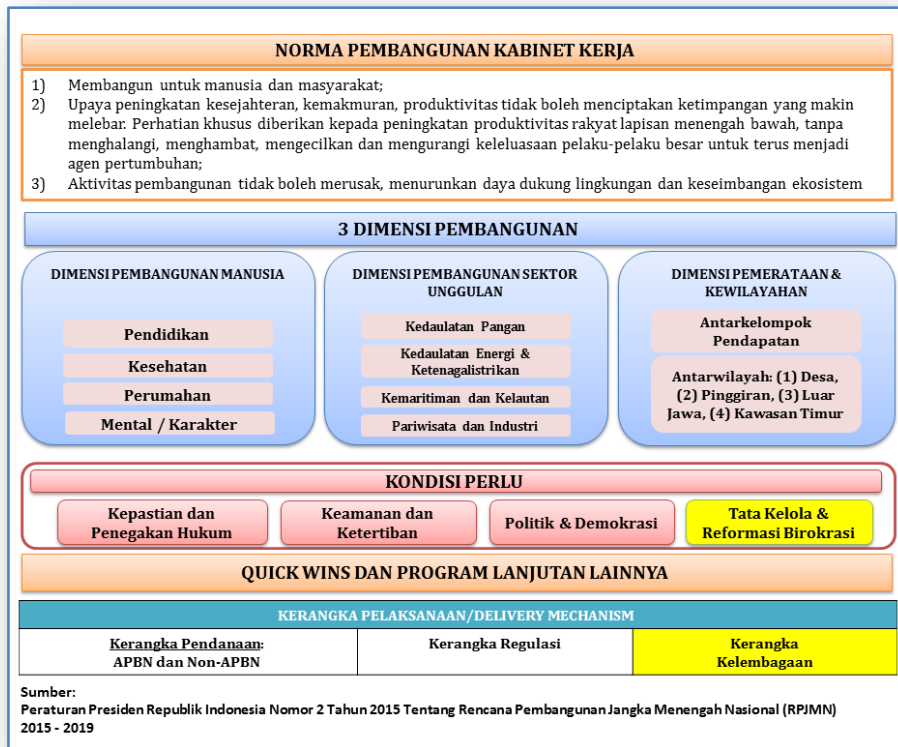 NORMA PEMBANGUNAN KABINET KERJA
1) Membangun untuk manusia dan masyarakat;
2) Upaya peningkatan kesejahteran, kemakmuran, produktivitas tidak boleh menciptakan ketimpangan yang makin
melebar. Perhatian khusus diberikan kepada peningkatan produktivitas rakyat lapisan menengah bawah, tanpa
menghalangi, menghambat, mengecilkan dan mengurangi keleluasaan pelaku-pelaku besar untuk terus menjadi
agen pertumbuhan;
3) Aktivitas pembangunan tidak boleh merusak, menurunkan daya dukung lingkungan dan keseimbangan ekosistem
3 DIMENSI PEMBANGUNAN
DIMENSI PEMBANGUNAN MANUSIA
Pendidikan
Kesehatan
Perumahan
Mental / Karakter
DIMENSI PEMBANGUNAN SEKTOR
UNGGULAN
Kedaulatan Pangan
Kedaulatan Energi &
Ketenagalistrikan
Kemaritiman dan Kelautan
Pariwisata dan Industri
DIMENSI PEMERATAAN &
KEWILAYAHAN
Antarkelompok
Pendapatan
Antarwilayah: (1) Desa,
(2) Pinggiran, (3) Luar
Jawa, (4) Kawasan Timur
KONDISI PERLU
Kepastian dan
Penegakan Hukum
Keamanan dan
Ketertiban
Politik & Demokrasi
Tata Kelola &
Reformasi Birokrasi
QUICK WINS DAN PROGRAM LANJUTAN LAINNYA
KERANGKA PELAKSANAAN/DELIVERY MECHANISM
Kerangka Pendanaan:
APBN dan Non-APBN
Kerangka Regulasi
Kerangka
Kelembagaan
Sumber:
Peraturan Presiden Republik Indonesia Nomor 2 Tahun 2015 Tentang Rencana Pembangunan Jangka Menengah Nasional (RPJMN)
2015 - 2019